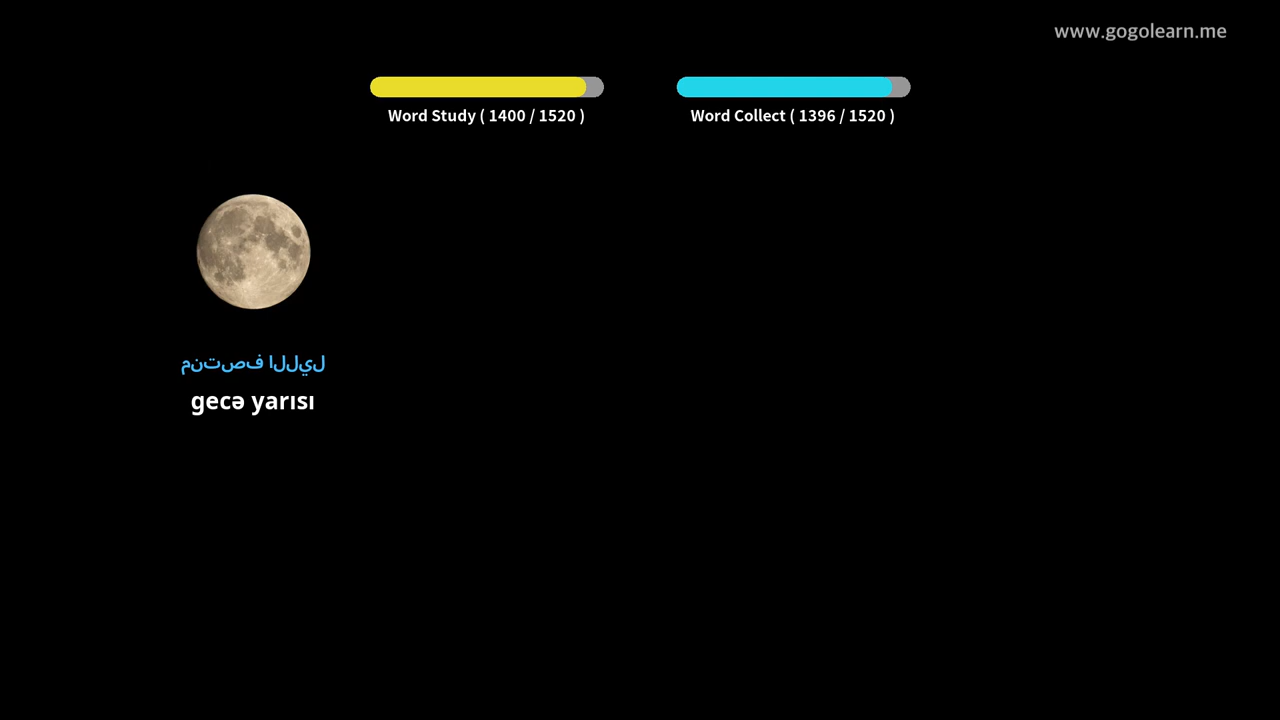 www.gogolearn.me
Word Study ( 1400 / 1520 )
Word Collect ( 1396 / 1520 )
منتصف الليل
gecə yarısı